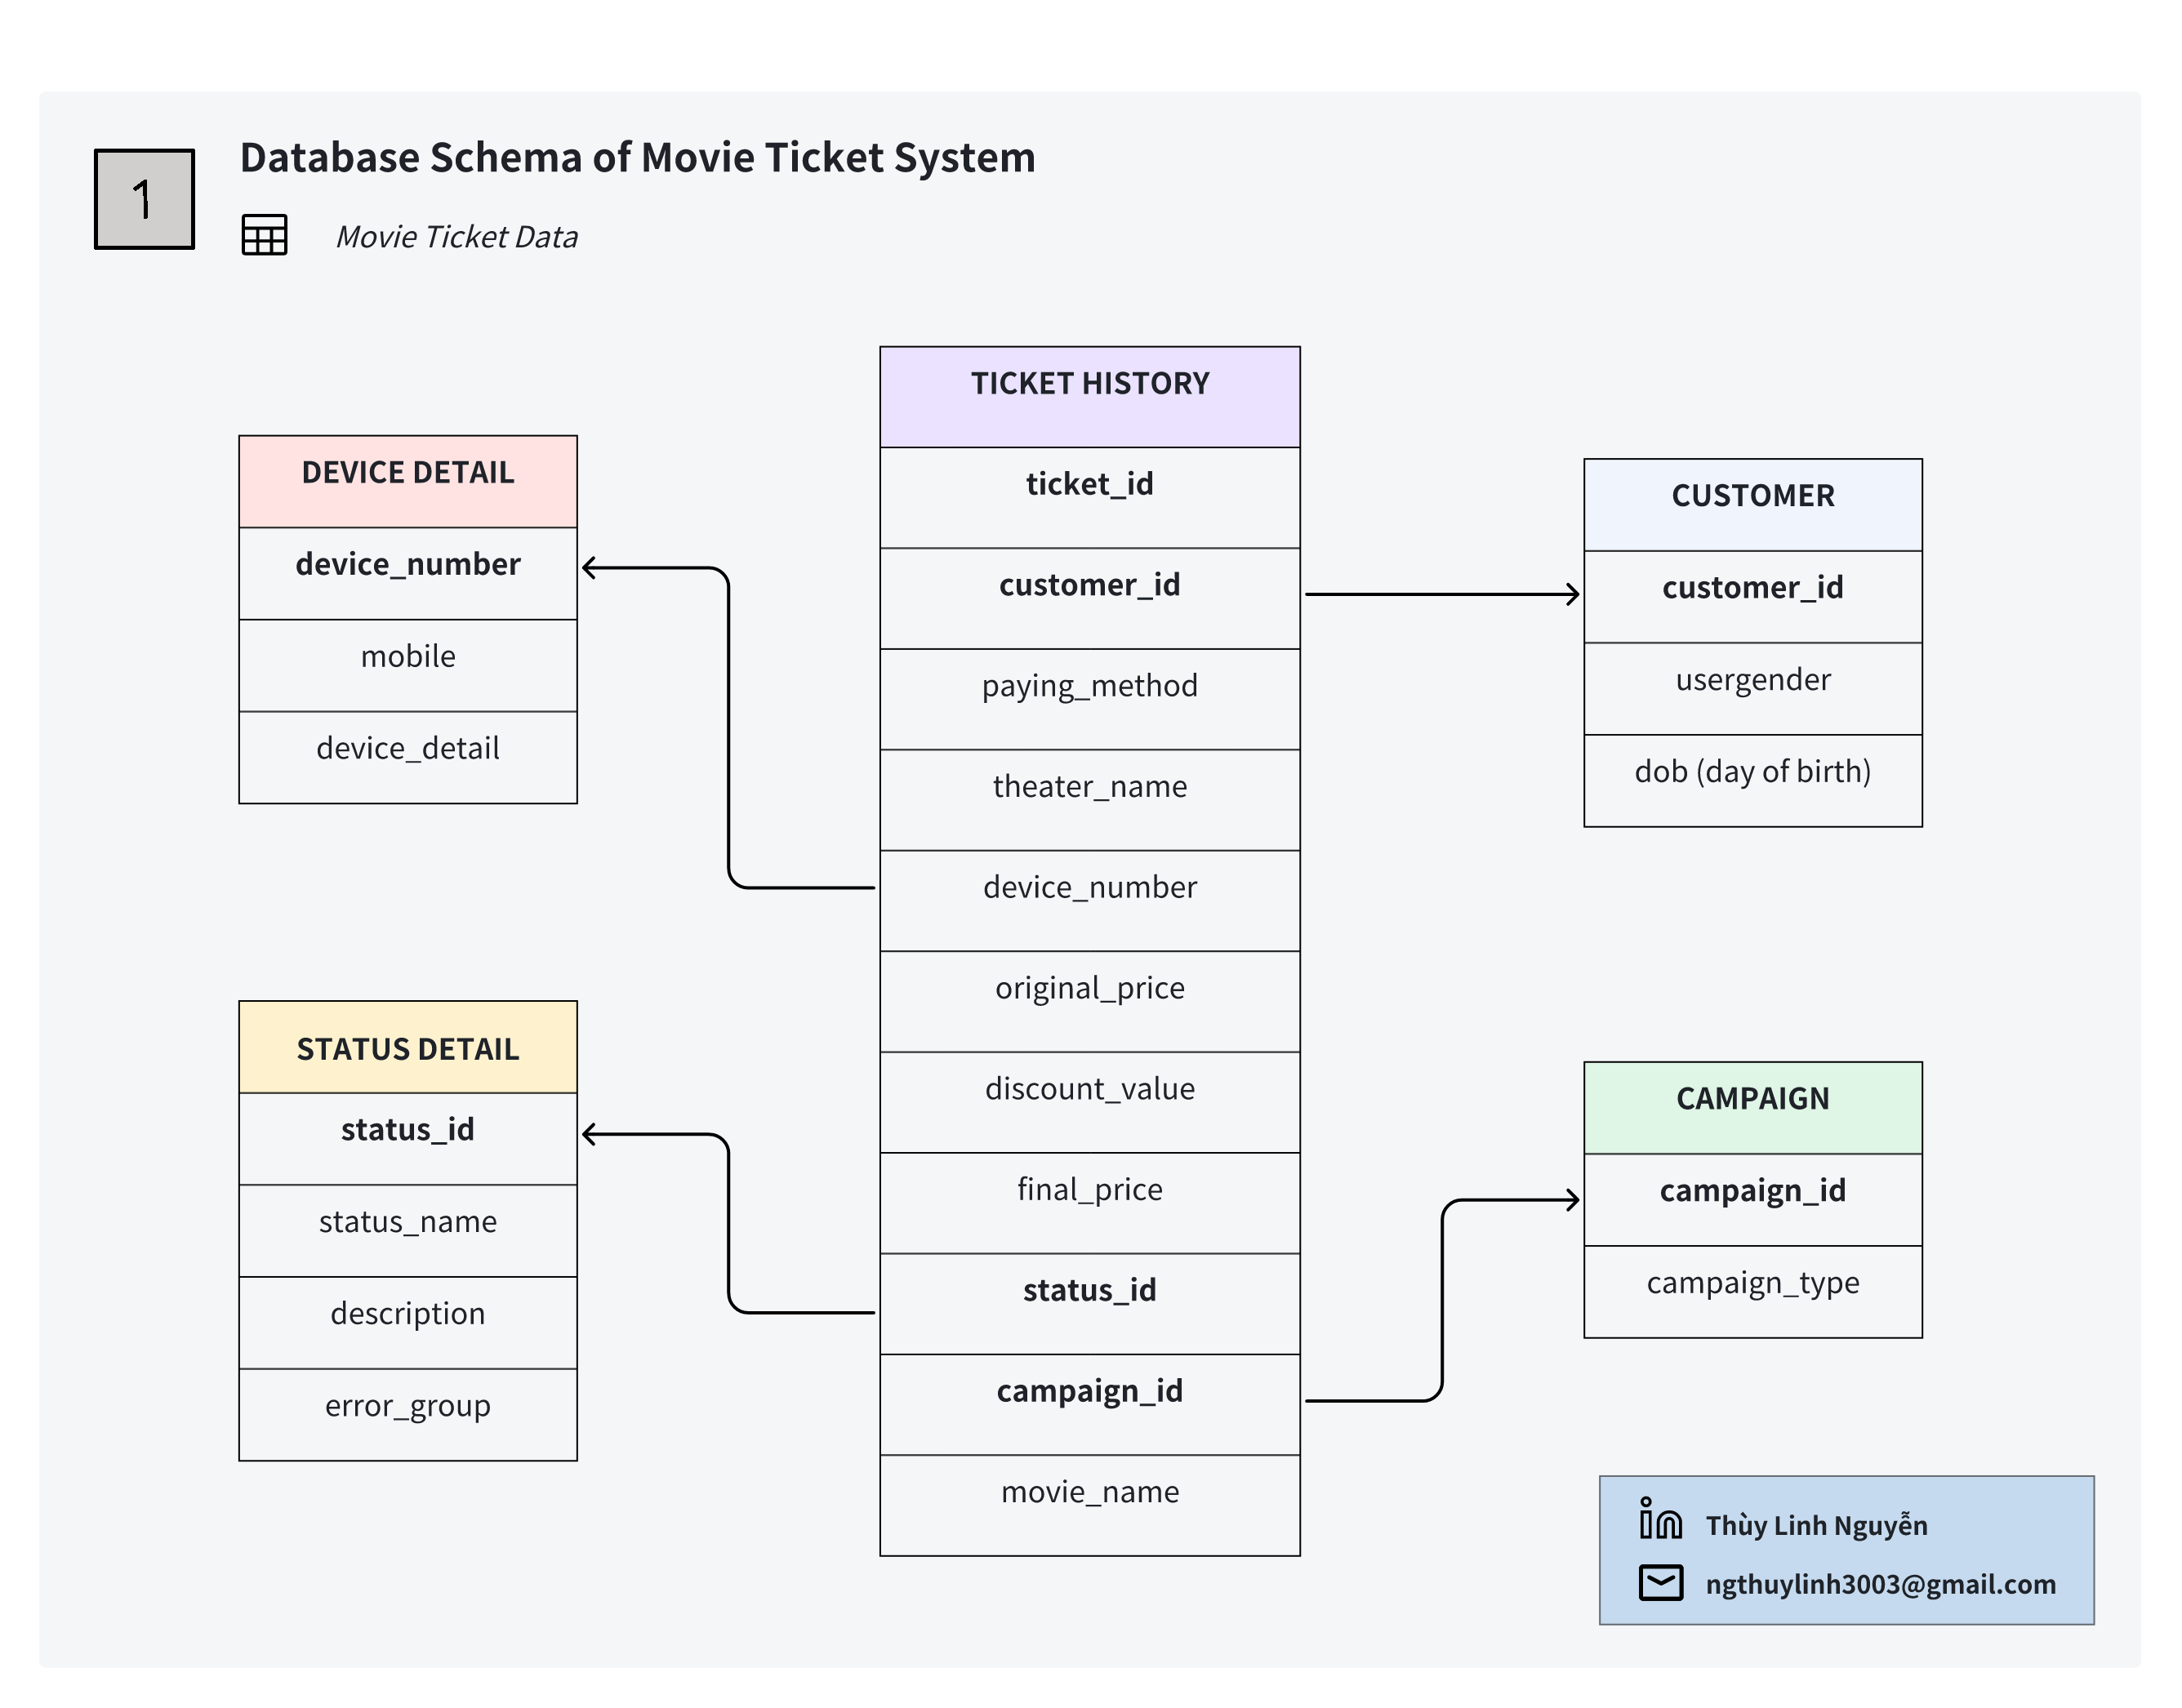 1
Database Schema of Movie Ticket System
Movie Ticket Data
DEVICE DETAIL
device_number
mobile
device_detail
STATUS DETAIL
status_id
status_name
description
error_group
TICKET HISTORY
ticket_id
customer_id
paying_method
theater_name
device_number
original_price
discount_value
final_price
status_id
campaign_id
movie_name
CUSTOMER
customer_id
usergender
dob (day of birth)
CAMPAIGN
campaign_id
campaign_type
in Thùy Linh Nguyễn
ngthuylinh3003@gmail.com